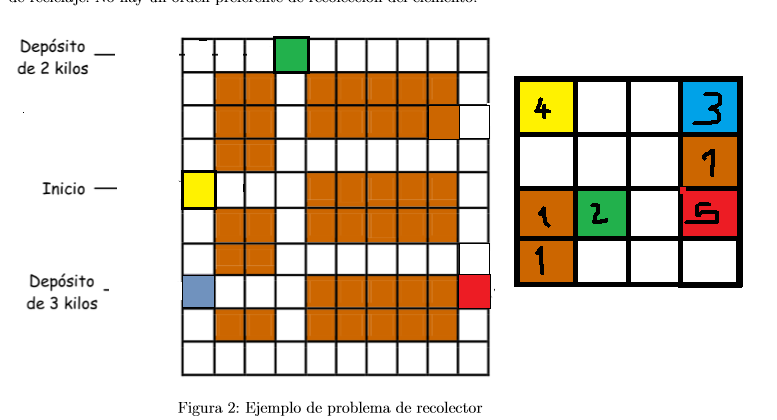 de reciclaje. No hay un orden preferente de recolección del elemento.
Depósito
de 2 kilos
Inicio
Depósito
de 3 kilos
4 3
1
1 2 5
1
Figura 2: Ejemplo de problema de recolector